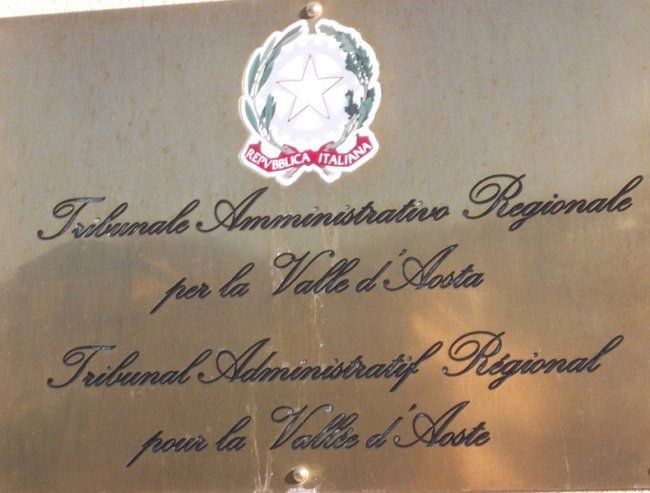 REPVBBLICA ITALIANA
Tribunale Amministrativo Regionale
per la Valle d'Aosta
Tribunal Administratif Régional
pour la Vallée d'Aoste